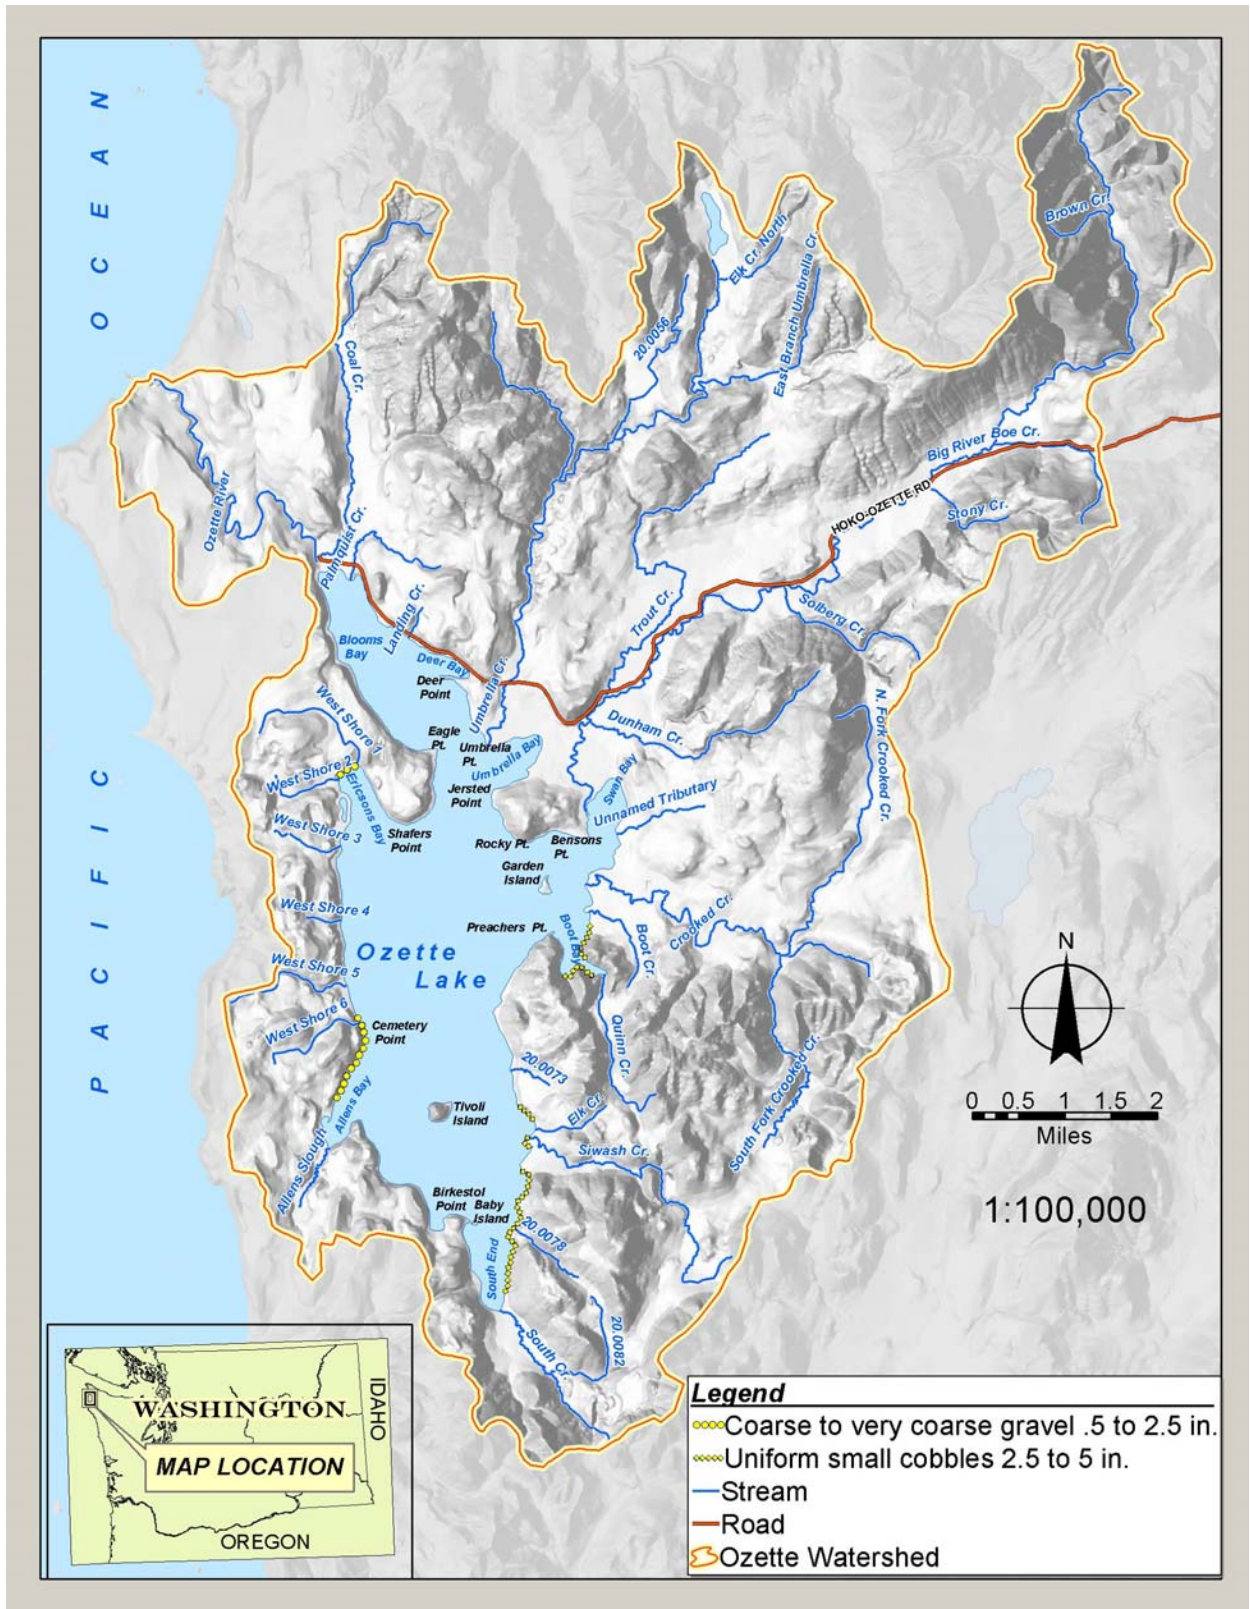 PACIFIC OCEAN
Brown Cr.
Elk Cr. North
East Branch Umbrella Cr.
20.0056
Coal Cr.
Big River Boe Cr.
HOKO-OZETTE RD
Stony Cr.
Ozette River
Palmquist Cr.
Landing Cr.
Trout Cr.
Solberg Cr.
Blooms
Bay
Deer Bay
Deer
Point
Umbrella Cr.
N. Fork Crooked Cr.
West Shore 1
Dunham Cr.
Eagle
Pt.
Umbrella
Pt.
Umbrella Bay
West Shore 2
Ericsons Bay
Jersted
Point
Swan Bay
Unnamed Tributary
West Shore 3
Shafers
Point
Rocky Pt.
Bensons
Pt.
Garden
Island
West Shore 4
Preachers Pt.
Boot Bay
Boot Cr.
Crooked Cr.
Ozette
Lake
West Shore 5
West Shore 6
Cemetery
Point
Quinn Cr.
20.0073
Allens Bay
Tivoli
Island
Elk Cr.
Siwash Cr.
South Fork Crooked Cr.
Allens Slough
Birkestol
Point
Baby
Island
20.0078
South End
South Cr.
20.0082
N
0 0.5 1 2
Miles
1:100,000
WASHINGTON
IDAHO
MAP LOCATION
OREGON
Legend
Coarse to very coarse gravel .5 to 2.5 in.
Uniform small cobbles 2.5 to 5 in.
Stream
Road
Ozette Watershed